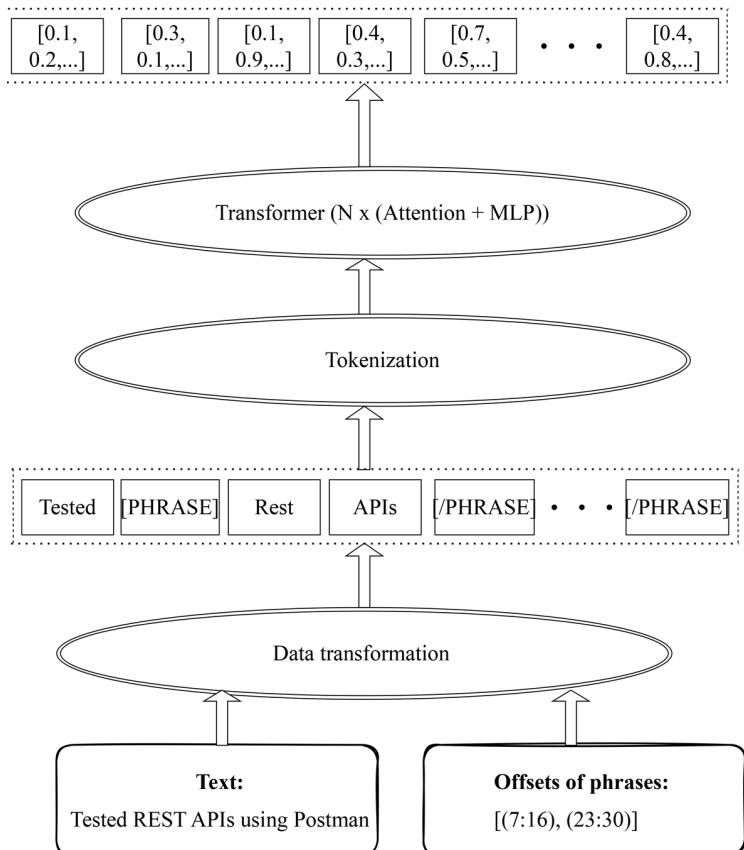 [0.1, [0.3, [0.1, [0.4, [0.7, [0.4,
0.2,...] 0.1,...] 0.9,...] 0.3,...] 0.5,...] • • • 0.8,...]
Transformer (N x (Attention + MLP))
Tokenization
Tested [PHRASE] Rest APIs [/PHRASE] • • • [/PHRASE]
Data transformation
Text: Offsets of phrases:
Tested REST APIs using Postman [(7:16), (23:30)]